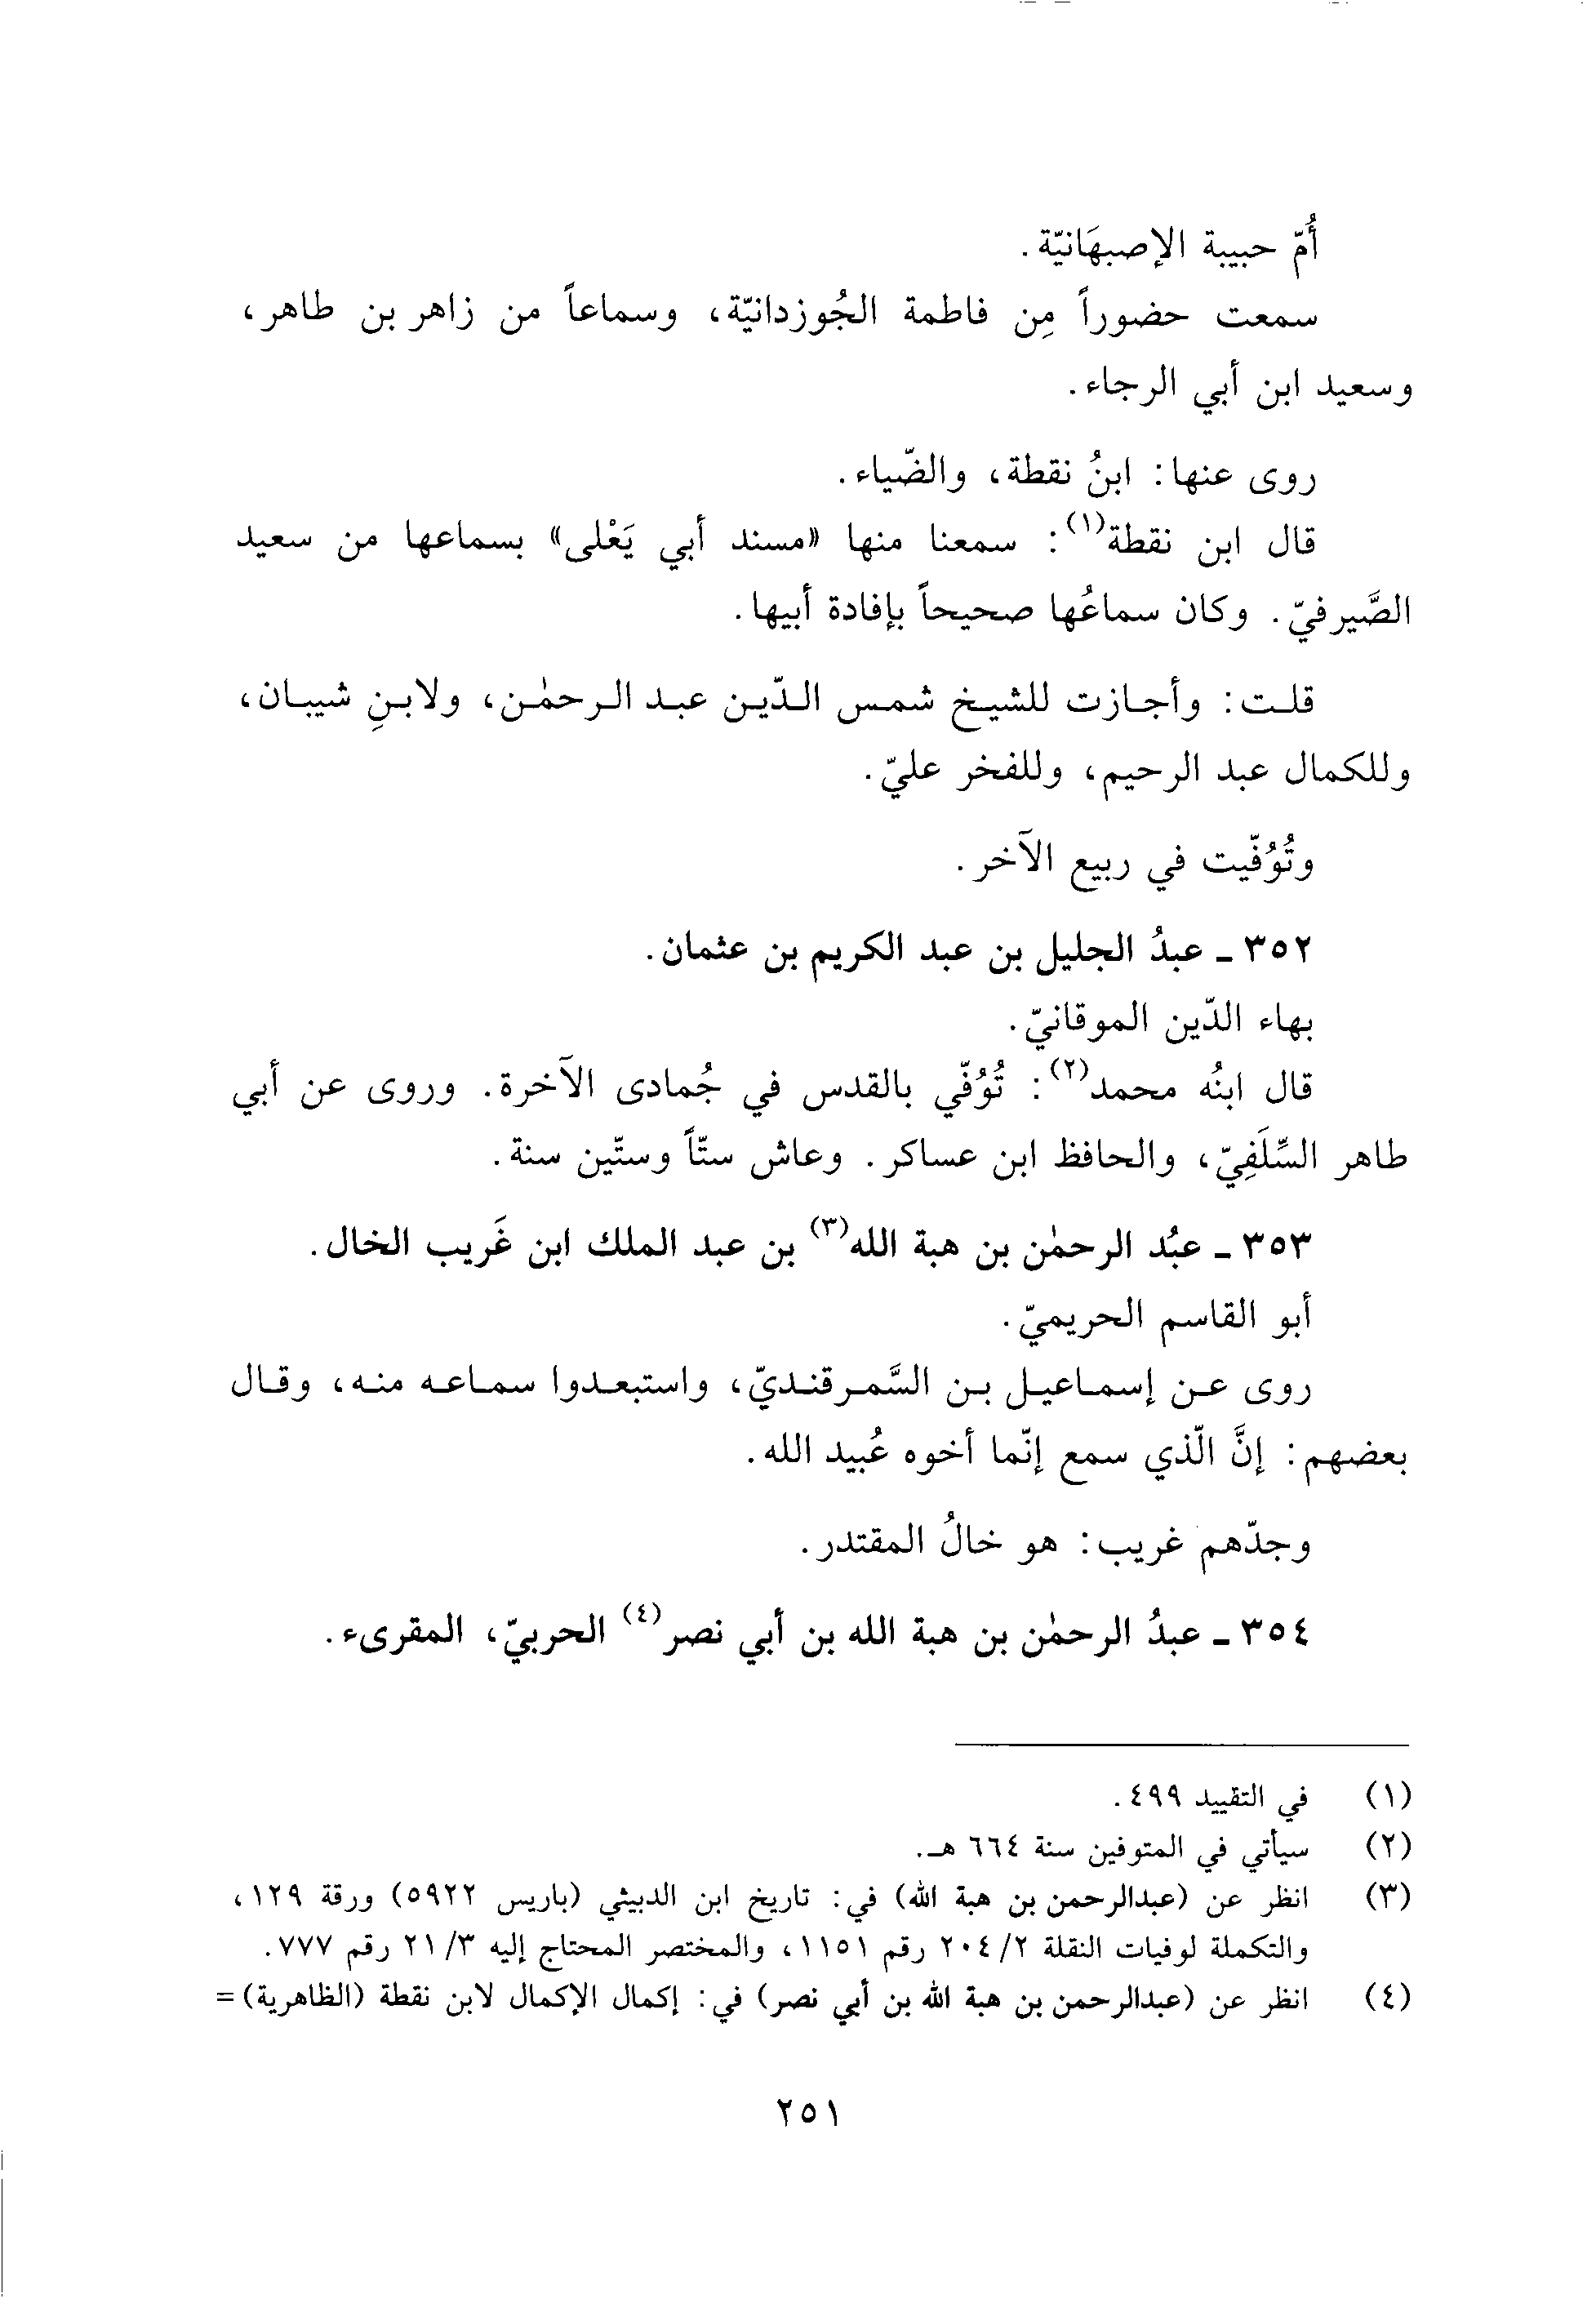 أُمّ حبيبة الإصبهَانيّة.
سمعت حضوراً مِن فاطمة الجُوزدانيّة، وسماعاً من زاهر بن طاهر،
وسعيد ابن أبي الرجاء.
روى عنها: ابنُ نقطة، والضّياء.
قال ابن نقطة(١): سمعنا منها «مسند أبي يَعْلى» بسماعها من سعيد
الصَّيرفيّ. وكان سماعُها صحيحاً بإفادة أبيها.
قلت: وأجازت للشيخ شمس الدّين عبد الرحمٰن، ولابنِ شيبان،
وللكمال عبد الرحيم، وللفخر عليّ.
وتُوُفّيت في ربيع الآخر.
٣٥٢ ـ عبدُ الجليل بن عبد الكريم بن عثمان.
بهاء الدّين الموقانيّ.
قال ابنُه محمد(٢): تُوُفّي بالقدس في جُمادى الآخرة. وروى عن أبي
طاهر السِّلَفِيّ، والحافظ ابن عساكر. وعاش ستّاً وستّين سنة.
٣٥٣ ـ عبُد الرحمٰن بن هبة الله(٣) بن عبد الملك ابن غَريب الخال.
أبو القاسم الحريميّ.
روى عن إسماعيل بن السَّمرقنديّ، واستبعدوا سماعه منه، وقال
بعضهم: إنَّ الّذي سمع إنّما أخوه عُبيد الله.
وجدّهم غريب: هو خالُ المقتدر.
٣٥٤ ـ عبدُ الرحمٰن بن هبة الله بن أبي نصر(٤) الحربيّ، المقرىء.
(١) في التقييد ٤٩٩.
(٢) سيأتي في المتوفين سنة ٦٦٤ هـ.
(٣) انظر عن (عبدالرحمن بن هبة الله) في: تاريخ ابن الدبيثي (باريس ٥٩٢٢) ورقة ١٢٩،
والتكملة لوفيات النقلة ٢/ ٢٠٤ رقم ١١٥١، والمختصر المحتاج إليه ٣/ ٢١ رقم ٧٧٧.
(٤) انظر عن (عبدالرحمن بن هبة الله بن أبي نصر) في: إكمال الإكمال لابن نقطة (الظاهرية) =
٢٥١